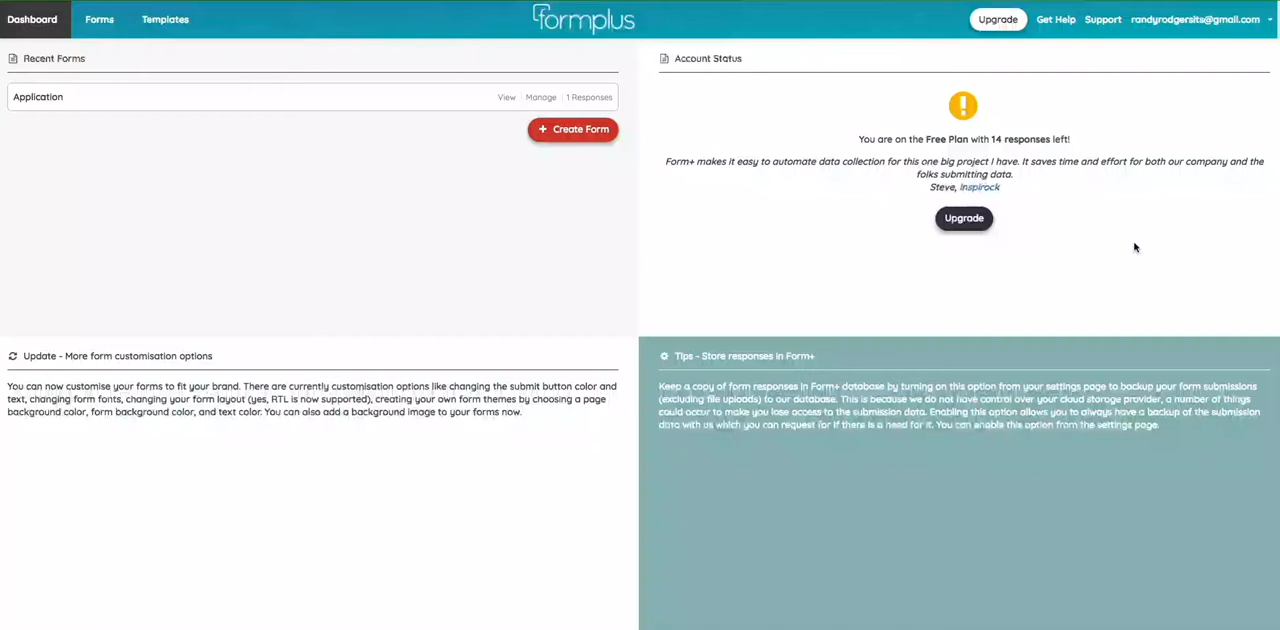 Dashboard Forms Templates formplus Upgrade Get Help Support randyrodgersits@gmail.com
Recent Forms
Application View Manage 1 Responses
+ Create Form
Account Status
!
You are on the Free Plan with 14 responses left!
Form+ makes it easy to automate data collection for this one big project I have. It saves time and effort for both our company and the
folks submitting data.
Steve, Inspirock
Upgrade
Update - More form customisation options
You can now customise your forms to fit your brand. There are currently customisation options like changing the submit button color and
text, changing form fonts, changing your form layout (yes, RTL is now supported), creating your own form themes by choosing a page
background color, form background color, and text color. You can also add a background image to your forms now.
Tips - Store responses in Form+
Keep a copy of form responses in Form+ database by turning on this option from your settings page to backup your form submissions
(excluding file uploads) to our database. This is because we do not have control over your cloud storage provider, a number of things
could occur to make you lose access to the submission data. Enabling this option allows you to always have a backup of the submission
data with us which you can request for if there is a need for it. You can enable this option from the settings page.